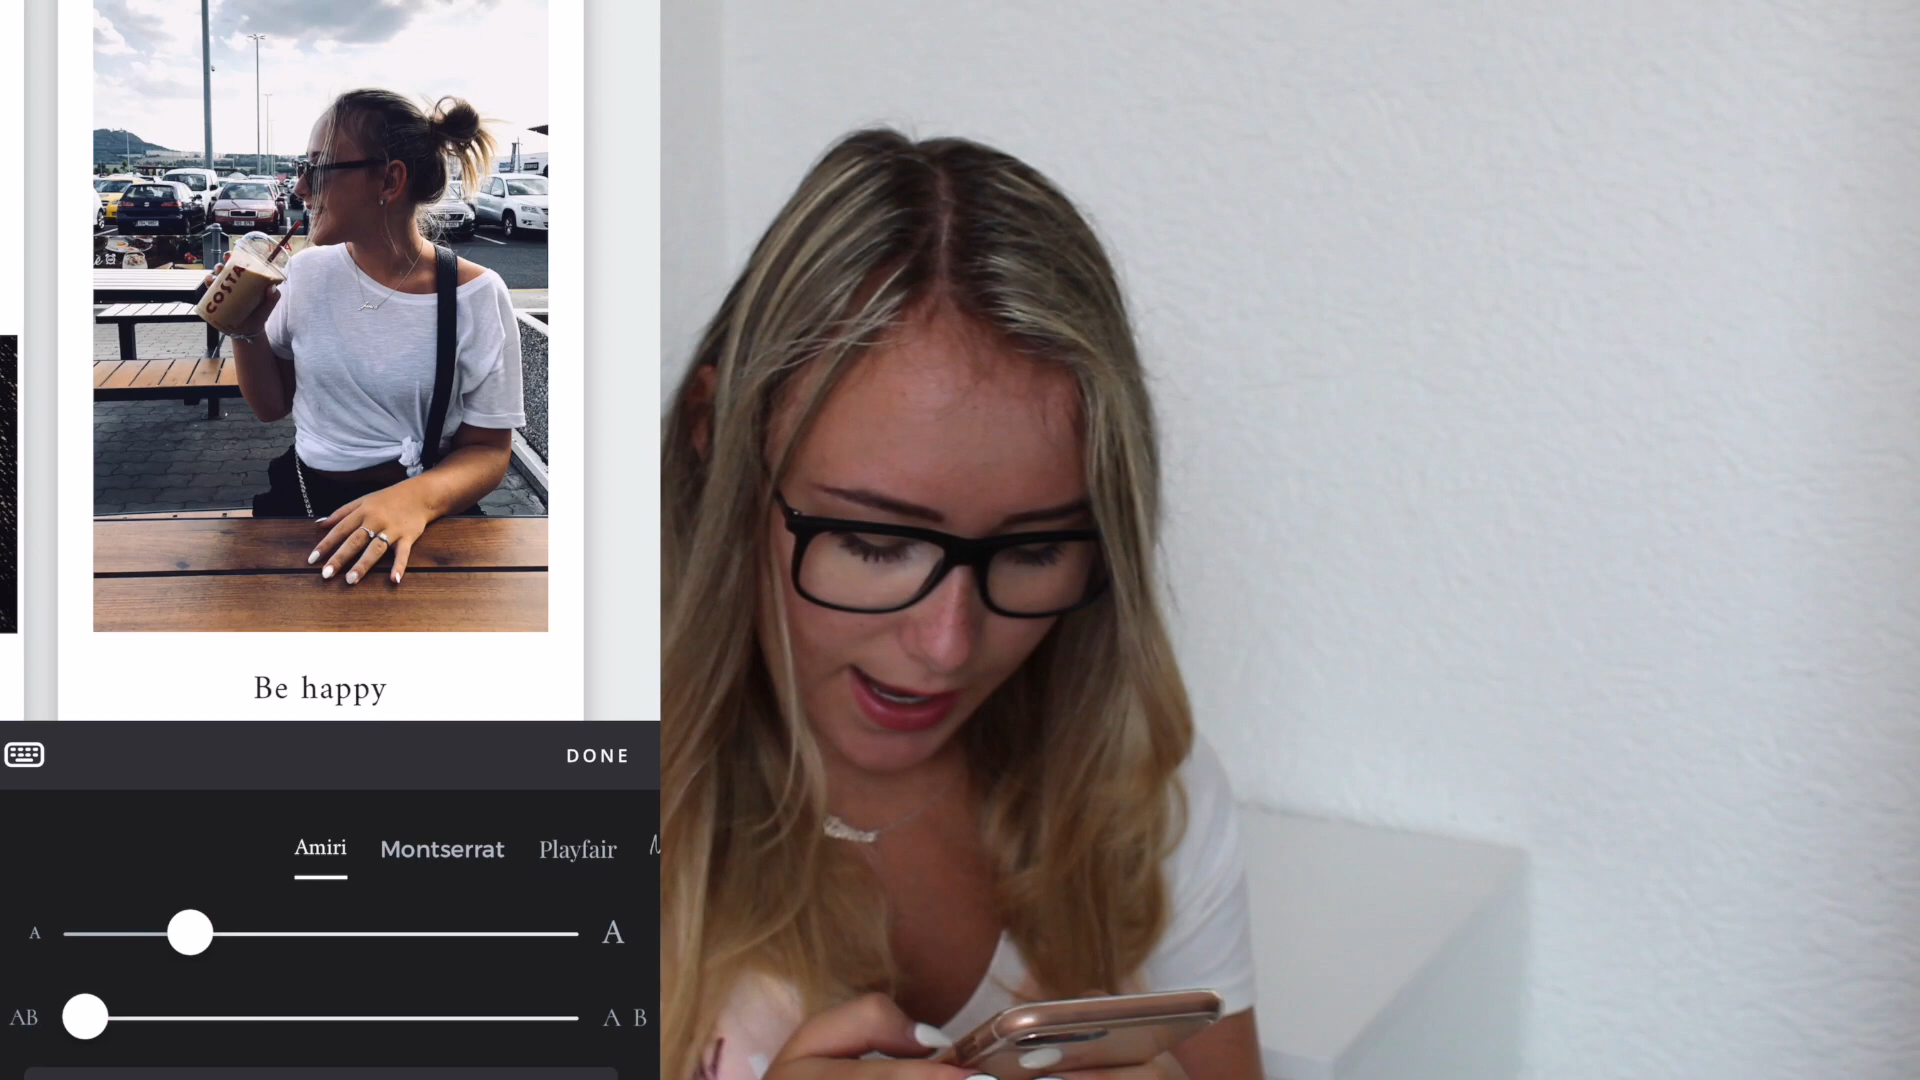 COSTA
Be happy
DONE
Amiri Montserrat Playfair
A A
AB A B